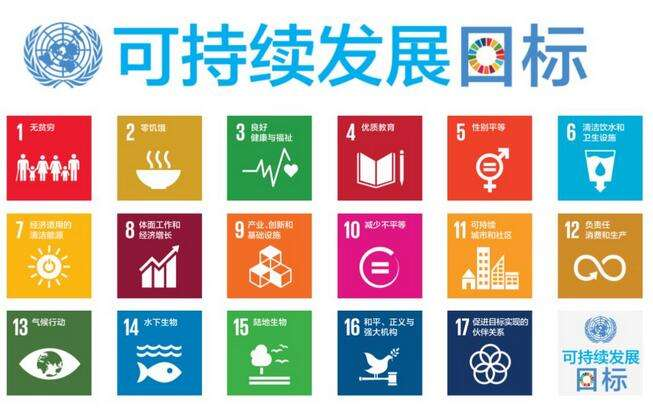 可持续发展目标
1 无贫穷
2 零饥饿
3 良好
健康与福祉
4 优质教育
5 性别平等
6 清洁饮水和
卫生设施
7 经济适用的
清洁能源
8 体面工作和
经济增长
9 产业、创新和
基础设施
10 减少不平等
11 可持续
城市和社区
12 负责任
消费和生产
13 气候行动
14 水下生物
15 陆地生物
16 和平、正义与
强大机构
17 促进目标实现的
伙伴关系
可持续发展
目标